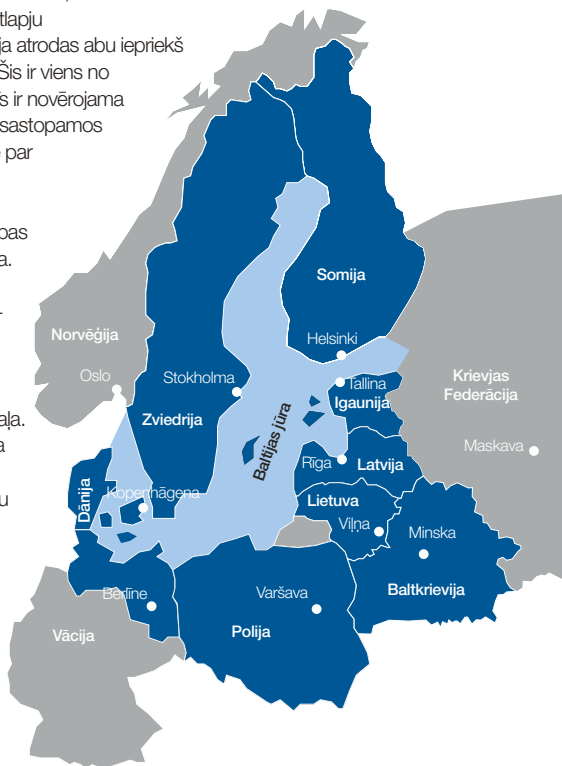 tlapju
ja atrodas abu iepriekš
Šis ir viens no
s ir novērojama
sastopamos
par
pas
a.
aļa.
a
u
Somija
Norvēģija
Helsinki
Oslo
Stokholma
Tallina
Krievjas
Federācija
Igaunija
Zviedrija
Baltijas jūra
Maskava
Rīga
Latvija
Dānija
Kopenhāgena
Lietuva
Viļņa
Minska
Berlīne
Varšava
Baltkrievija
Vācija
Polija